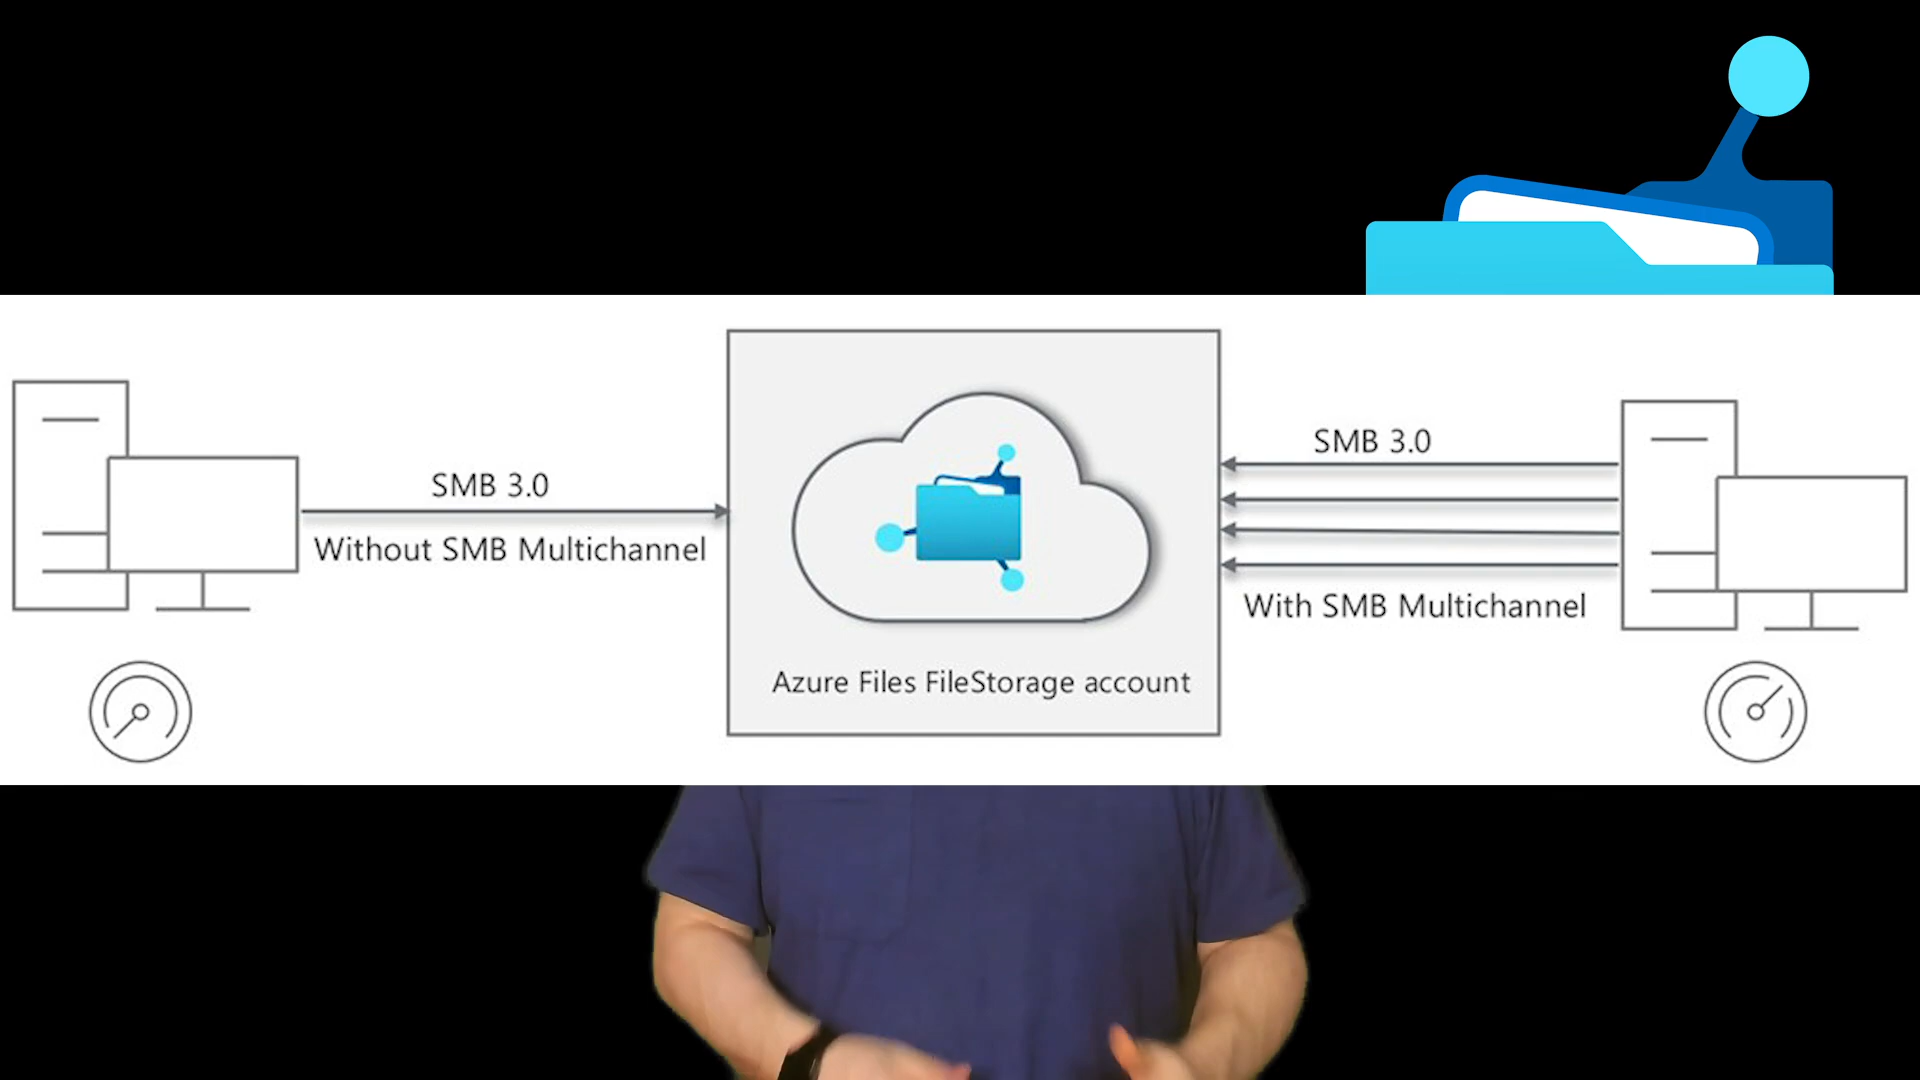 SMB 3.0
Without SMB Multichannel
Azure Files FileStorage account
SMB 3.0
With SMB Multichannel